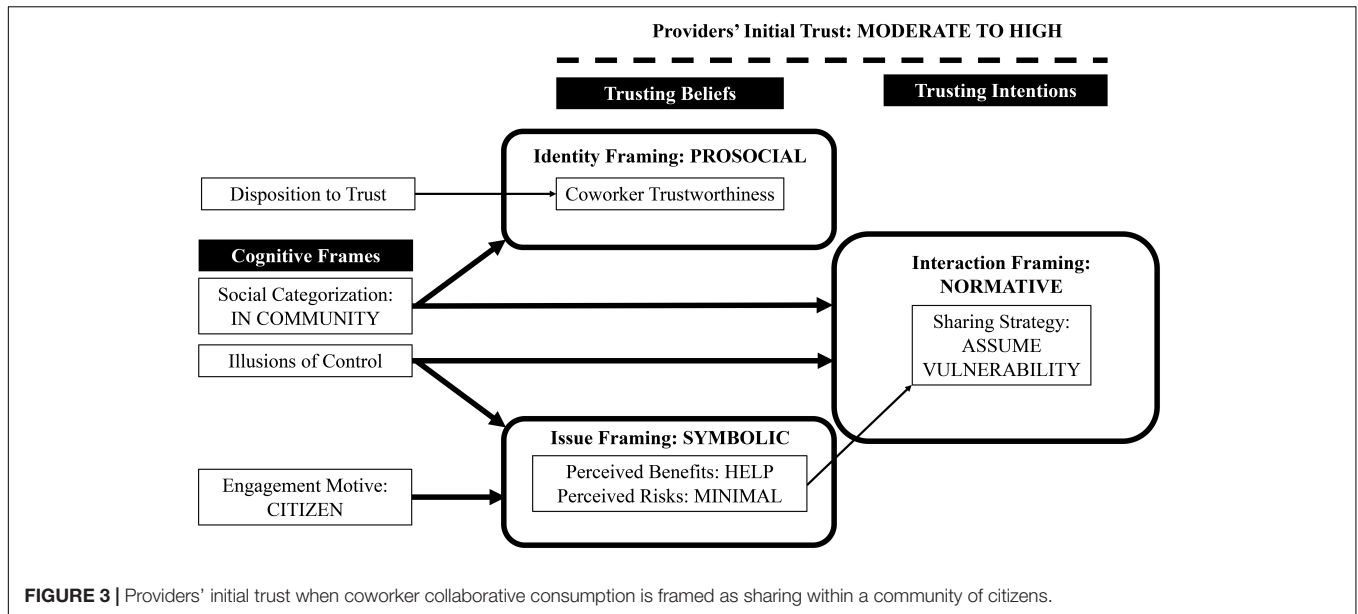 Providers' Initial Trust: MODERATE TO HIGH
Trusting Beliefs
Trusting Intentions
Identity Framing: PROSOCIAL
Disposition to Trust
Coworker Trustworthiness
Cognitive Frames
Social Categorization:
IN COMMUNITY
Illusions of Control
Interaction Framing:
NORMATIVE
Sharing Strategy:
ASSUME
VULNERABILITY
Issue Framing: SYMBOLIC
Perceived Benefits: HELP
Perceived Risks: MINIMAL
Engagement Motive:
CITIZEN
FIGURE 3 | Providers' initial trust when coworker collaborative consumption is framed as sharing within a community of citizens.